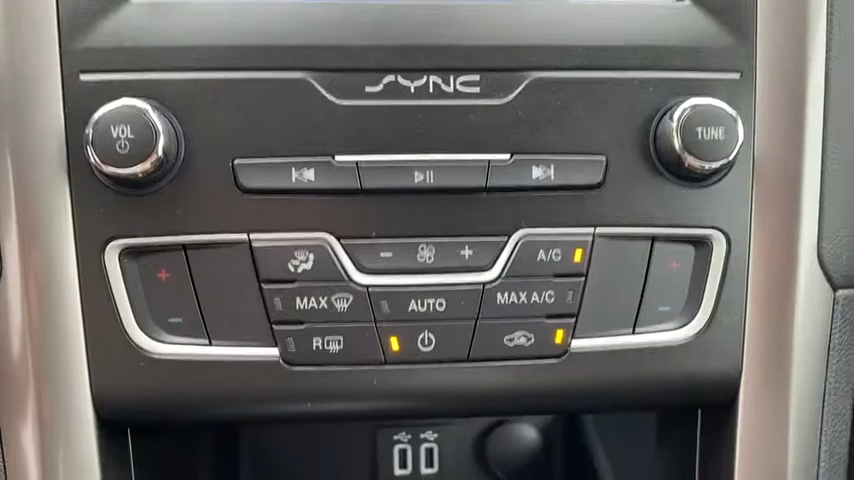 SYNC
VOL
TUNE
A/C
MAX
AUTO
MAX A/C
R